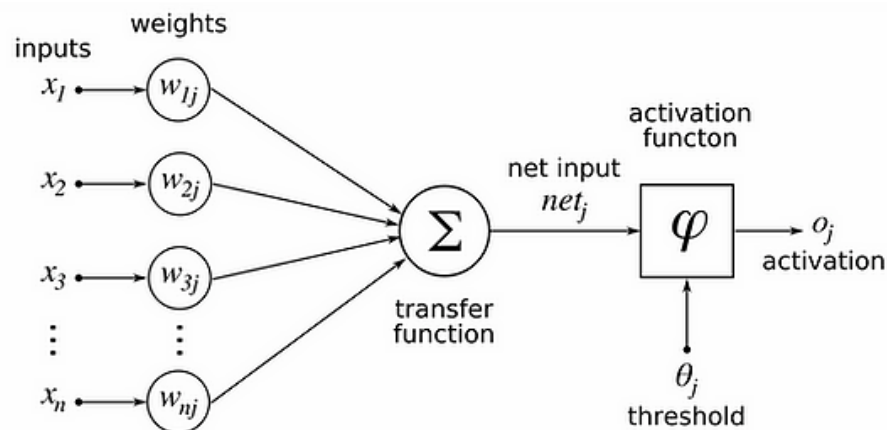 weights
inputs
x1 w1j
activation
functon
x2 w2j
net input
netj
Σ
φ
oj
activation
x3 w3j
transfer
function
⋮ ⋮
θj
threshold
xn wnj